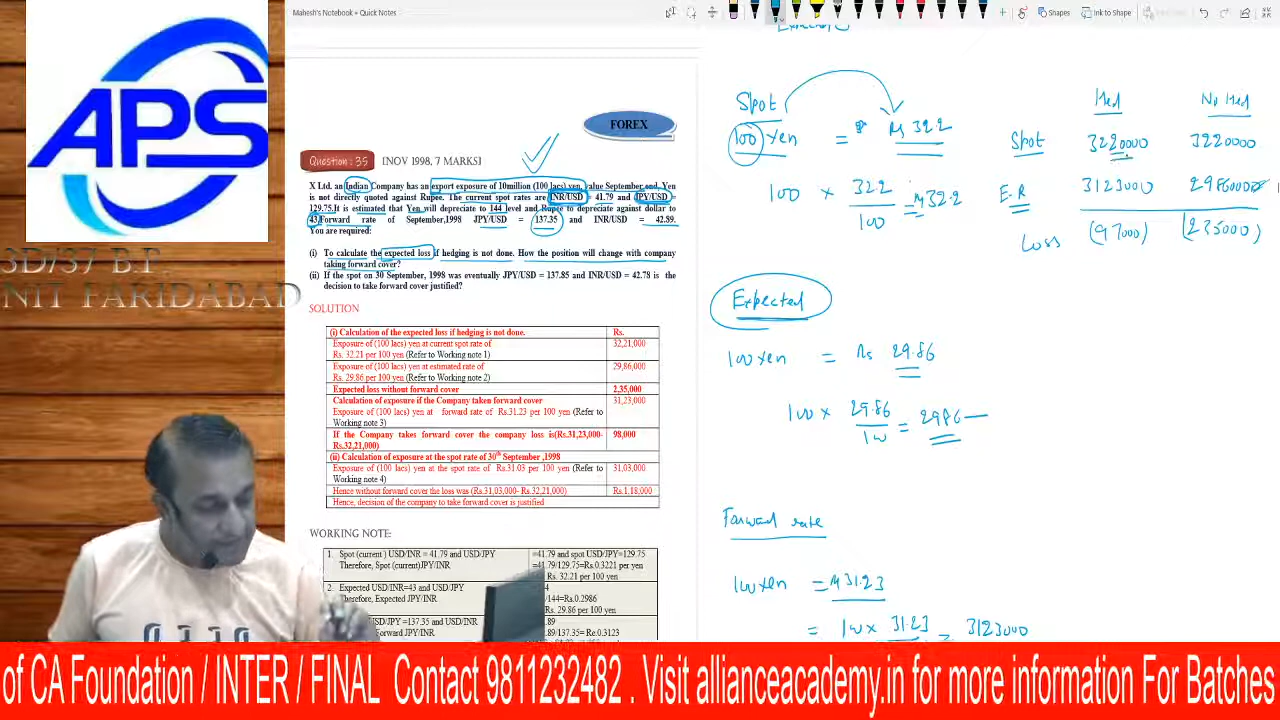 Mahesh's Notebook + Quick Notes
Shapes
Ink to Shape
APS
3D/37 B.P.
NIT FARIDABAD
FOREX
Question : 35 [NOV 1998, 7 MARKS]
X Ltd. an Indian Company has an export exposure of 10million (100 lacs) yen, value September end. Yen
is not directly quoted against Rupee. The current spot rates are INR/USD = 41.79 and JPY/USD =
129.75.It is estimated that Yen will depreciate to 144 level and Rupee to depreciate against dollar to
43.Forward rate of September,1998 JPY/USD = 137.35 and INR/USD = 42.89.
You are required:
(i) To calculate the expected loss if hedging is not done. How the position will change with company
taking forward cover?
(ii) If the spot on 30 September, 1998 was eventually JPY/USD = 137.85 and INR/USD = 42.78 is the
decision to take forward cover justified?
SOLUTION
(i) Calculation of the expected loss if hedging is not done. Rs.
Exposure of (100 lacs) yen at current spot rate of 32,21,000
Rs. 32.21 per 100 yen (Refer to Working note 1)
Exposure of (100 lacs) yen at estimated rate of 29,86,000
Rs. 29.86 per 100 yen (Refer to Working note 2)
Expected loss without forward cover 2,35,000
Calculation of exposure if the Company taken forward cover 31,23,000
Exposure of (100 lacs) yen at forward rate of Rs.31.23 per 100 yen (Refer to
Working note 3)
If the Company takes forward cover the company loss is(Rs.31,23,000- 98,000
Rs.32,21,000)
(ii) Calculation of exposure at the spot rate of 30th September ,1998
Exposure of (100 lacs) yen at the spot rate of Rs.31.03 per 100 yen (Refer to 31,03,000
Working note 4)
Hence without forward cover the loss was (Rs.31,03,000- Rs.32,21,000) Rs.1,18,000
Hence, decision of the company to take forward cover is justified
WORKING NOTE:
1. Spot (current ) USD/INR = 41.79 and USD/JPY =41.79 and spot USD/JPY=129.75
Therefore, Spot (current)JPY/INR =41.79/129.75=Rs.0.3221 per yen
Rs. 32.21 per 100 yen
2. Expected USD/INR=43 and USD/JPY
Therefore, Expected JPY/INR /144=Rs.0.2986
Rs. 29.86 per 100 yen
USD/JPY =137.35 and .89
Forward JPY/INR 89/137.35= Re.0.3123
Spot
100 Yen = Rs 32.2
100 × 322 / 100 = Rs 32.2
Hed No Hed
Spot 3220000 3220000
E.R 3123000
Loss (97000) (235000)
Expected
100 Yen = Rs 29.86
100 × 29.86 / 100 = 2986
Forward rate
100 Yen = Rs 31.23
= 100 × 31.23 = 3123000
of CA Foundation / INTER / FINAL Contact 9811232482 . Visit allianceacademy.in for more information For Batches